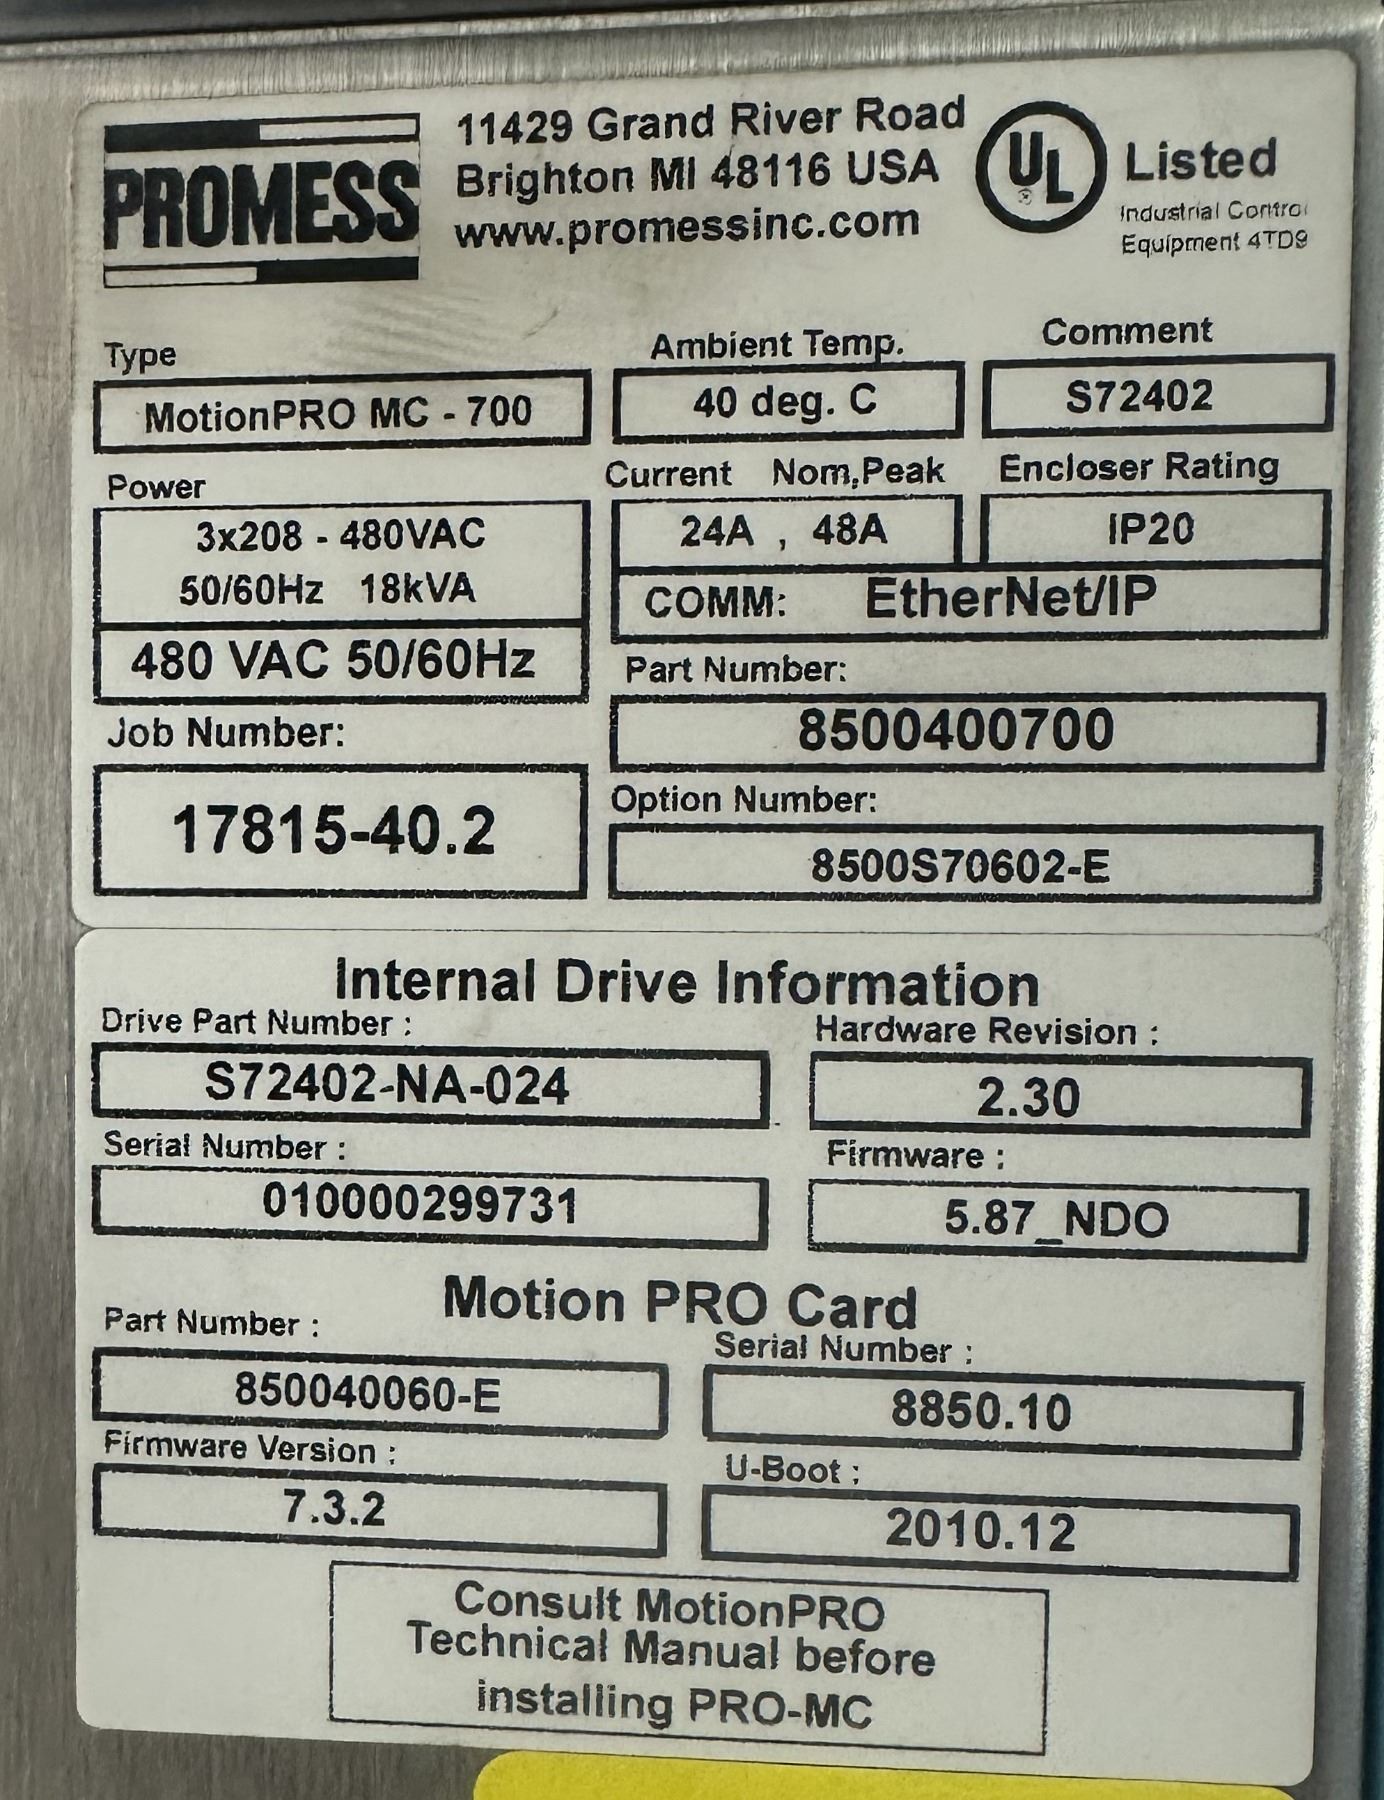 PROMESS
11429 Grand River Road
Brighton MI 48116 USA
www.promessinc.com
UL
®
Listed
Industrial Control
Equipment 4TD9
Type
MotionPRO MC - 700
Ambient Temp.
40 deg. C
Comment
S72402
Power
3x208 - 480VAC
50/60Hz 18kVA
480 VAC 50/60Hz
Current Nom,Peak
24A , 48A
Encloser Rating
IP20
COMM: EtherNet/IP
Job Number:
17815-40.2
Part Number:
8500400700
Option Number:
8500S70602-E
Internal Drive Information
Drive Part Number :
S72402-NA-024
Hardware Revision :
2.30
Serial Number :
010000299731
Firmware :
5.87_NDO
Motion PRO Card
Part Number :
850040060-E
Serial Number :
8850.10
Firmware Version :
7.3.2
U-Boot :
2010.12
Consult MotionPRO
Technical Manual before
installing PRO-MC